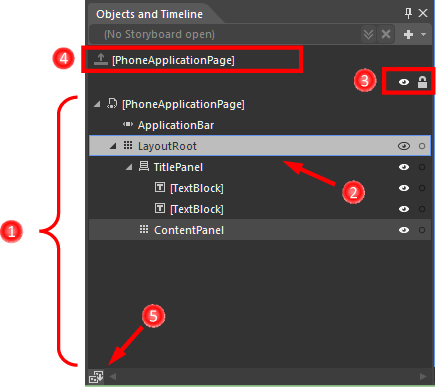 Objects and Timeline
(No Storyboard open)
4
[PhoneApplicationPage]
3
[PhoneApplicationPage]
ApplicationBar
LayoutRoot
TitlePanel
2
[TextBlock]
[TextBlock]
1
ContentPanel
5